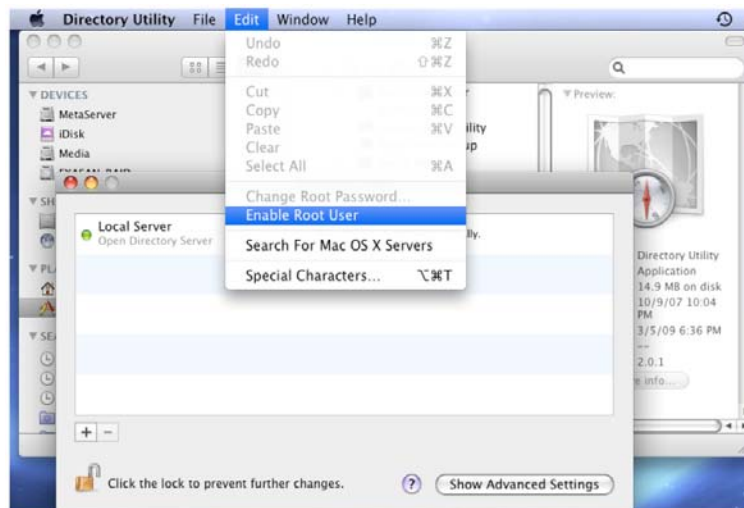 Directory Utility File Edit Window Help
Undo ⌘Z
Redo ⇧⌘Z
Cut ⌘X
Copy ⌘C
Paste ⌘V
Clear
Select All ⌘A
Change Root Password...
Enable Root User
Search For Mac OS X Servers
Special Characters... ⌥⌘T
DEVICES
MetaServer
iDisk
Media
Preview:
Directory Utility
Application
14.9 MB on disk
10/9/07 10:04
PM
3/5/09 6:36 PM
--
2.0.1
info...
Local Server
Open Directory Server
+ −
Click the lock to prevent further changes.
? Show Advanced Settings